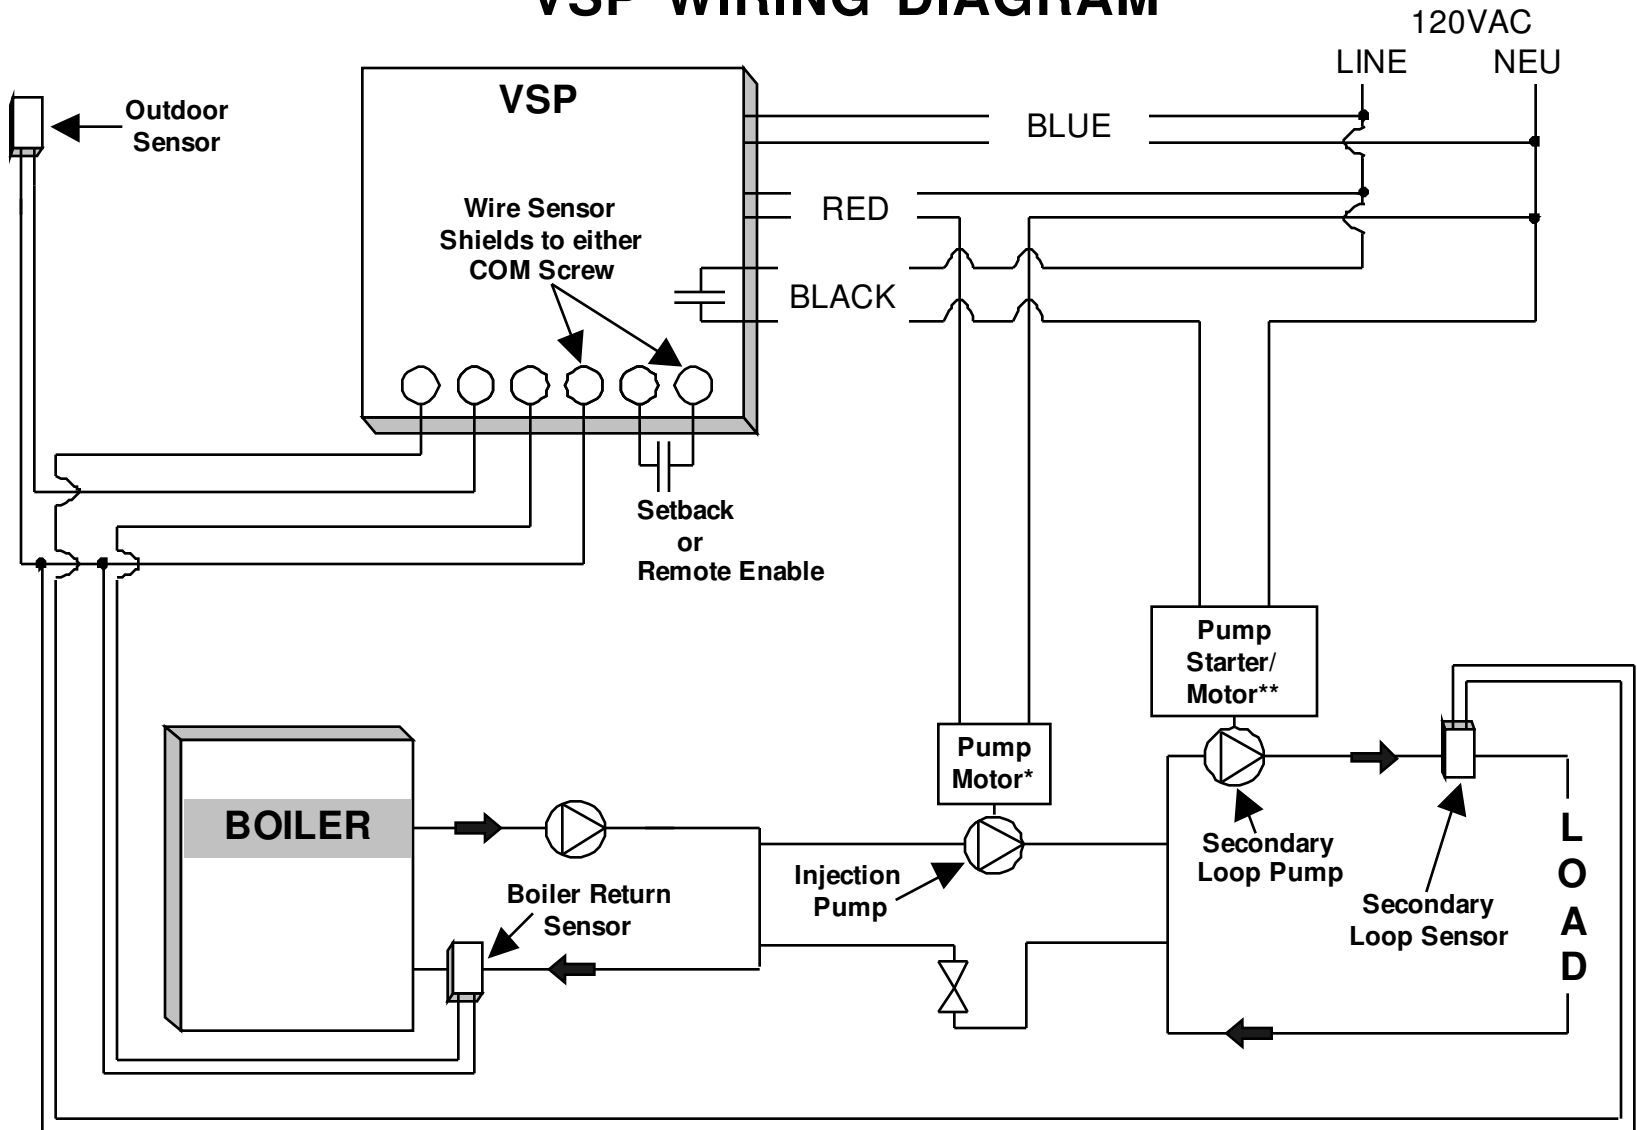 VSP WIRING DIAGRAM
120VAC
LINE NEU
VSP
Outdoor
Sensor
BLUE
Wire Sensor
Shields to either
COM Screw
RED
BLACK
Setback
or
Remote Enable
Pump
Starter/
Motor**
Pump
Motor*
BOILER
Boiler Return
Sensor
Injection
Pump
Secondary
Loop Pump
Secondary
Loop Sensor
L
O
A
D